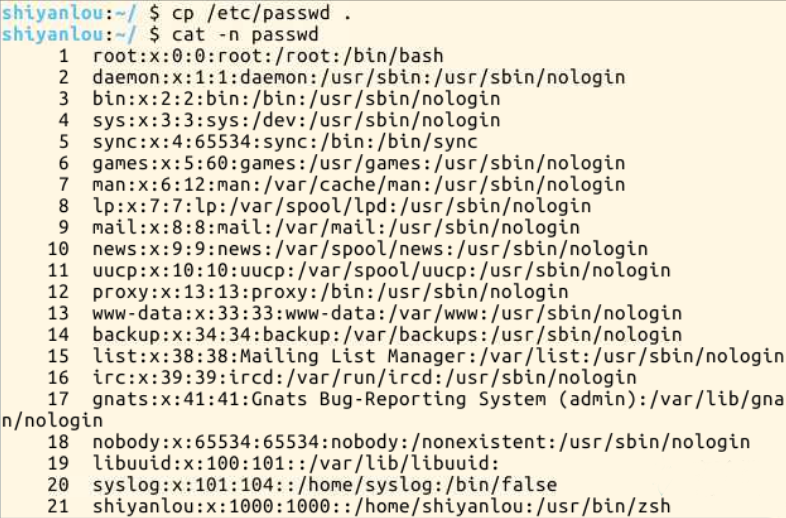 shiyanlou:~/ $ cp /etc/passwd .
shiyanlou:~/ $ cat -n passwd
1 root:x:0:0:root:/root:/bin/bash
2 daemon:x:1:1:daemon:/usr/sbin:/usr/sbin/nologin
3 bin:x:2:2:bin:/bin:/usr/sbin/nologin
4 sys:x:3:3:sys:/dev:/usr/sbin/nologin
5 sync:x:4:65534:sync:/bin:/bin/sync
6 games:x:5:60:games:/usr/games:/usr/sbin/nologin
7 man:x:6:12:man:/var/cache/man:/usr/sbin/nologin
8 lp:x:7:7:lp:/var/spool/lpd:/usr/sbin/nologin
9 mail:x:8:8:mail:/var/mail:/usr/sbin/nologin
10 news:x:9:9:news:/var/spool/news:/usr/sbin/nologin
11 uucp:x:10:10:uucp:/var/spool/uucp:/usr/sbin/nologin
12 proxy:x:13:13:proxy:/bin:/usr/sbin/nologin
13 www-data:x:33:33:www-data:/var/www:/usr/sbin/nologin
14 backup:x:34:34:backup:/var/backups:/usr/sbin/nologin
15 list:x:38:38:Mailing List Manager:/var/list:/usr/sbin/nologin
16 irc:x:39:39:ircd:/var/run/ircd:/usr/sbin/nologin
17 gnats:x:41:41:Gnats Bug-Reporting System (admin):/var/lib/gna
n/nologin
18 nobody:x:65534:65534:nobody:/nonexistent:/usr/sbin/nologin
19 libuuid:x:100:101::/var/lib/libuuid:
20 syslog:x:101:104::/home/syslog:/bin/false
21 shiyanlou:x:1000:1000::/home/shiyanlou:/usr/bin/zsh